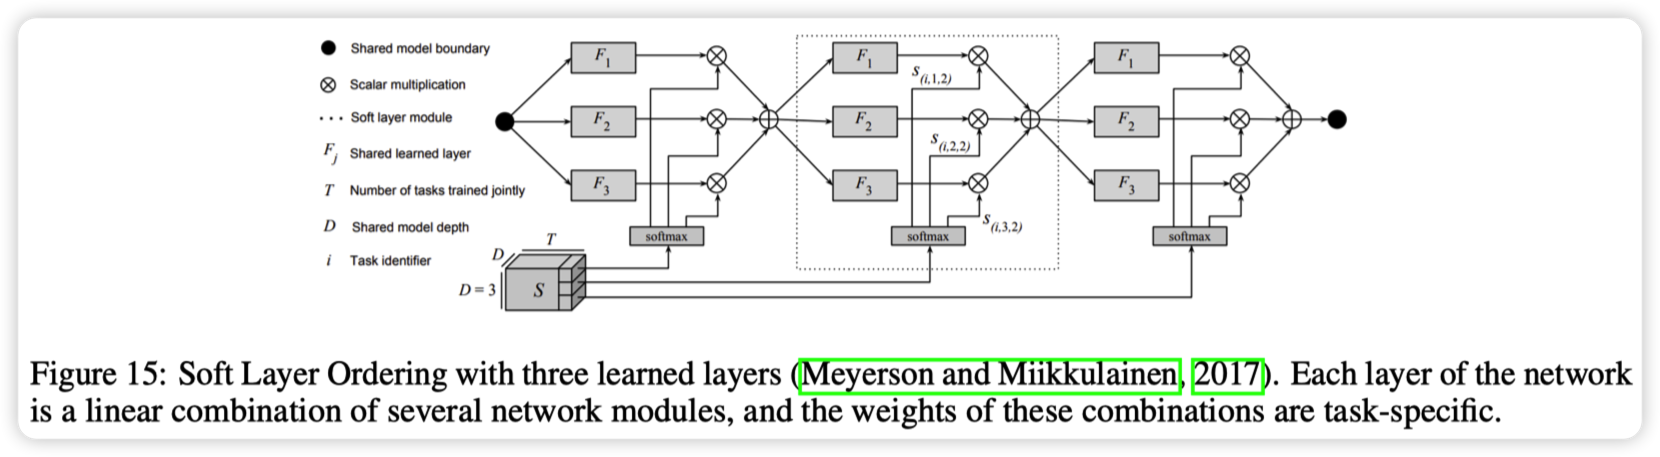 Shared model boundary
Scalar multiplication
Soft layer module
F_j Shared learned layer
T Number of tasks trained jointly
D Shared model depth
i Task identifier
F_1
F_2
F_3
softmax
F_1
F_2
F_3
S_(i,1,2)
S_(i,2,2)
S_(i,3,2)
softmax
F_1
F_2
F_3
softmax
T
D
D = 3
S
Figure 15: Soft Layer Ordering with three learned layers (Meyerson and Miikkulainen, 2017). Each layer of the network
is a linear combination of several network modules, and the weights of these combinations are task-specific.